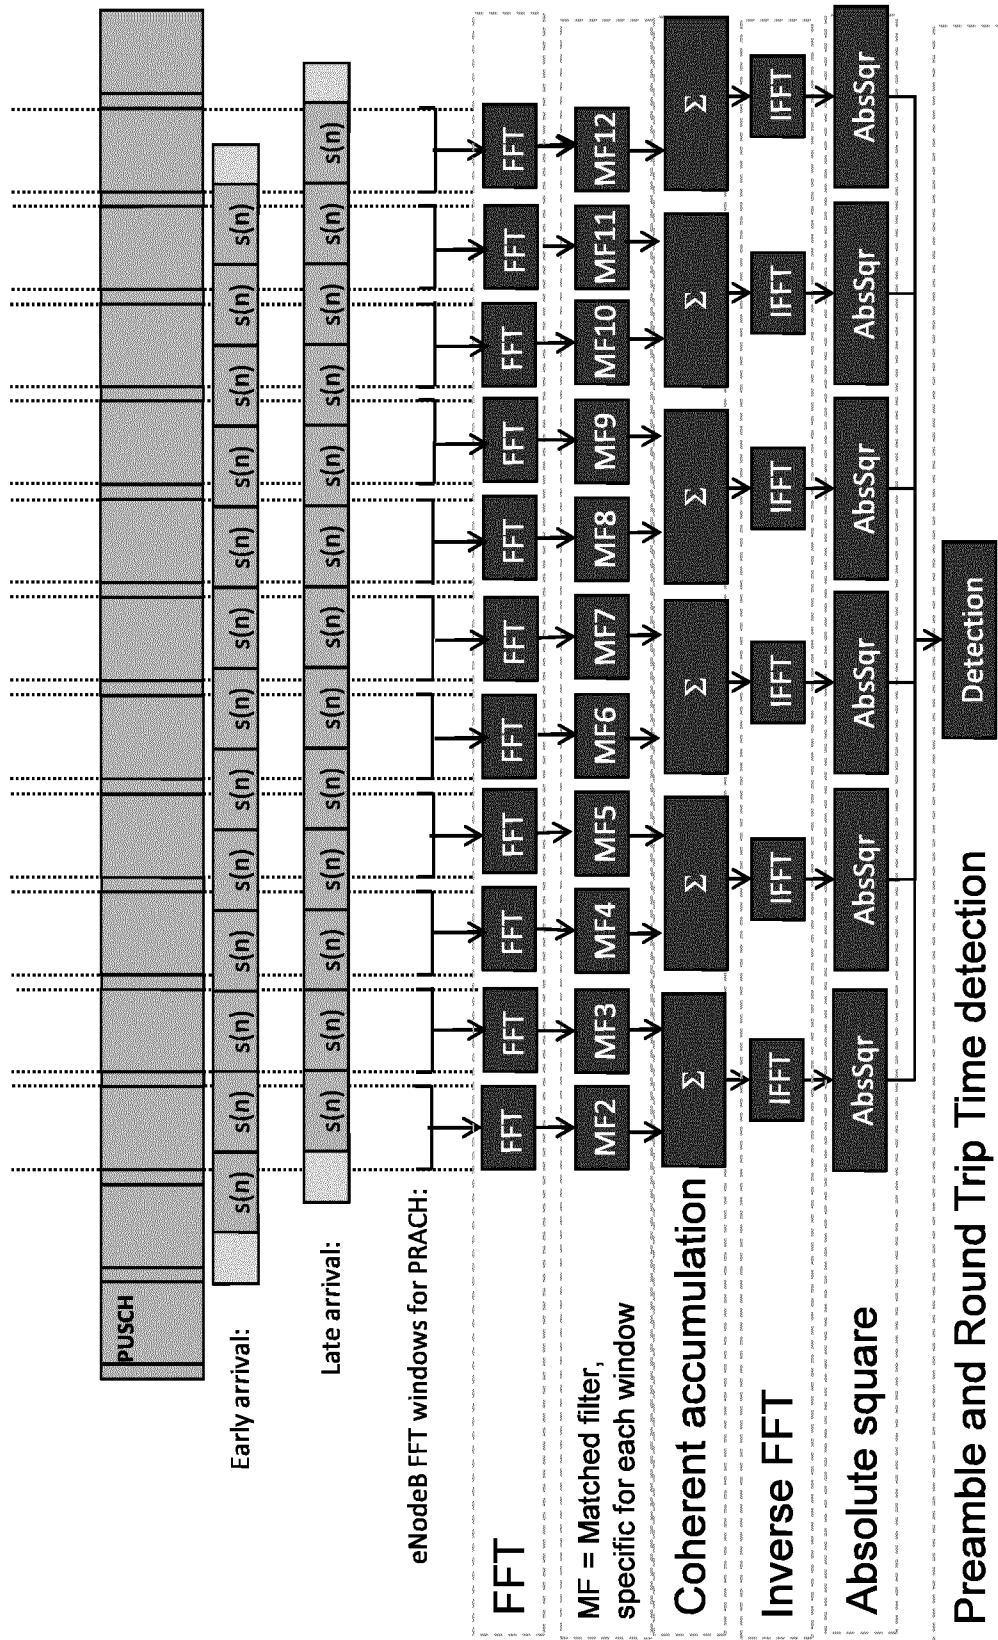 PUSCH
Early arrival:
s(n) s(n) s(n) s(n) s(n) s(n) s(n) s(n) s(n) s(n) s(n) s(n)
Late arrival:
s(n) s(n) s(n) s(n) s(n) s(n) s(n) s(n) s(n) s(n) s(n) s(n)
eNodeB FFT windows for PRACH:
FFT
FFT FFT FFT FFT FFT FFT FFT FFT FFT FFT FFT
MF = Matched filter,
specific for each window
MF2 MF3 MF4 MF5 MF6 MF7 MF8 MF9 MF10 MF11 MF12
Coherent accumulation
Σ Σ Σ Σ Σ Σ
Inverse FFT
IFFT IFFT IFFT IFFT IFFT IFFT
Absolute square
AbsSqr AbsSqr AbsSqr AbsSqr AbsSqr AbsSqr
Preamble and Round Trip Time detection
Detection